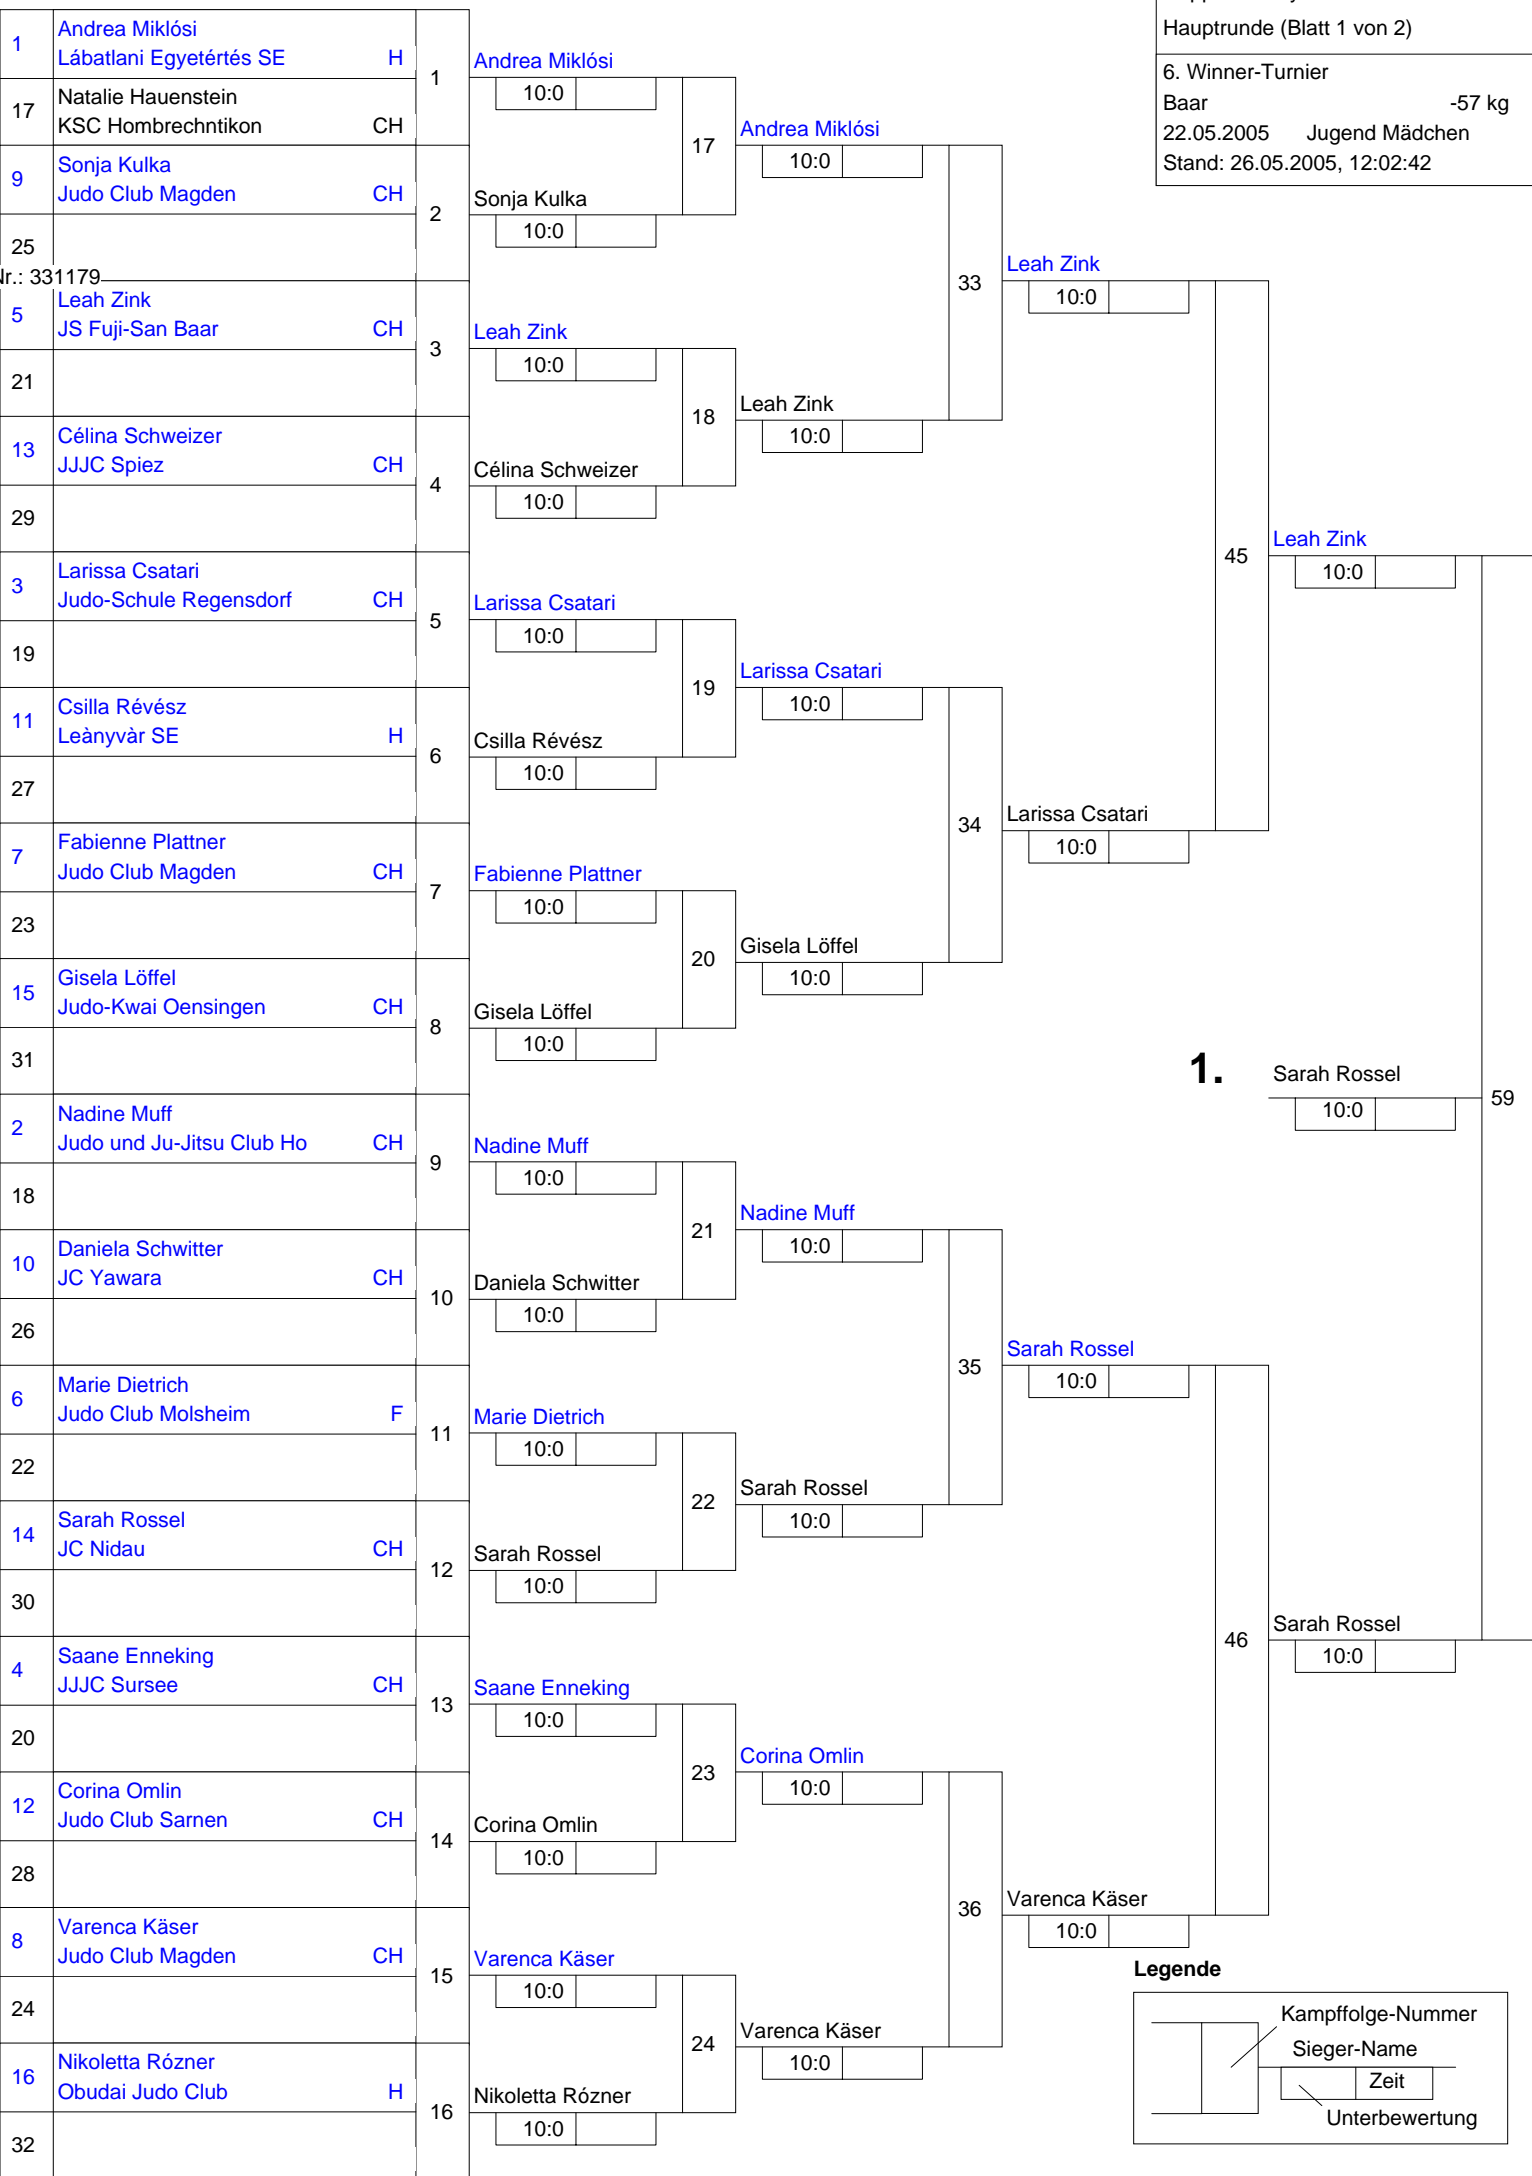 Hauptrunde (Blatt 1 von 2)
6. Winner-Turnier
Baar -57 kg
22.05.2005 Jugend Mädchen
Stand: 26.05.2005, 12:02:42
1 Andrea Miklósi
Lábatlani Egyetértés SE H
1
17 Natalie Hauenstein
KSC Hombrechntikon CH
9 Sonja Kulka
Judo Club Magden CH
2
25
Nr.: 331179
5 Leah Zink
JS Fuji-San Baar CH
3
21
13 Célina Schweizer
JJJC Spiez CH
4
29
3 Larissa Csatari
Judo-Schule Regensdorf CH
5
19
11 Csilla Révész
Leànyvàr SE H
6
27
7 Fabienne Plattner
Judo Club Magden CH
7
23
15 Gisela Löffel
Judo-Kwai Oensingen CH
8
31
2 Nadine Muff
Judo und Ju-Jitsu Club Ho CH
9
18
10 Daniela Schwitter
JC Yawara CH
10
26
6 Marie Dietrich
Judo Club Molsheim F
11
22
14 Sarah Rossel
JC Nidau CH
12
30
4 Saane Enneking
JJJC Sursee CH
13
20
12 Corina Omlin
Judo Club Sarnen CH
14
28
8 Varenca Käser
Judo Club Magden CH
15
24
16 Nikoletta Rózner
Obudai Judo Club H
16
32
Andrea Miklósi
10:0
17
Sonja Kulka
10:0
Leah Zink
10:0
18
Célina Schweizer
10:0
Larissa Csatari
10:0
19
Csilla Révész
10:0
Fabienne Plattner
10:0
20
Gisela Löffel
10:0
Nadine Muff
10:0
21
Daniela Schwitter
10:0
Marie Dietrich
10:0
22
Sarah Rossel
10:0
Saane Enneking
10:0
23
Corina Omlin
10:0
Varenca Käser
10:0
24
Nikoletta Rózner
10:0
Andrea Miklósi
10:0
33
Leah Zink
10:0
Larissa Csatari
10:0
34
Gisela Löffel
10:0
Nadine Muff
10:0
35
Sarah Rossel
10:0
Corina Omlin
10:0
36
Varenca Käser
10:0
Leah Zink
10:0
45
Larissa Csatari
10:0
Sarah Rossel
10:0
46
Varenca Käser
10:0
Leah Zink
10:0
1. Sarah Rossel
10:0
59
Sarah Rossel
10:0
Legende
Kampffolge-Nummer
Sieger-Name
Zeit
Unterbewertung